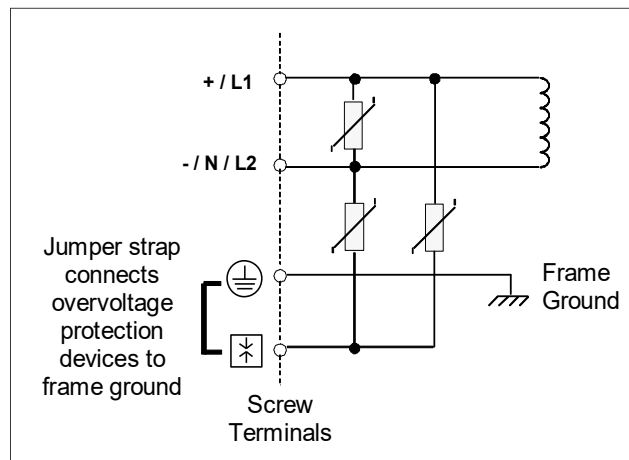 + / L1
- / N / L2
Jumper strap
connects
overvoltage
protection
devices to
frame ground
Frame
Ground
Screw
Terminals